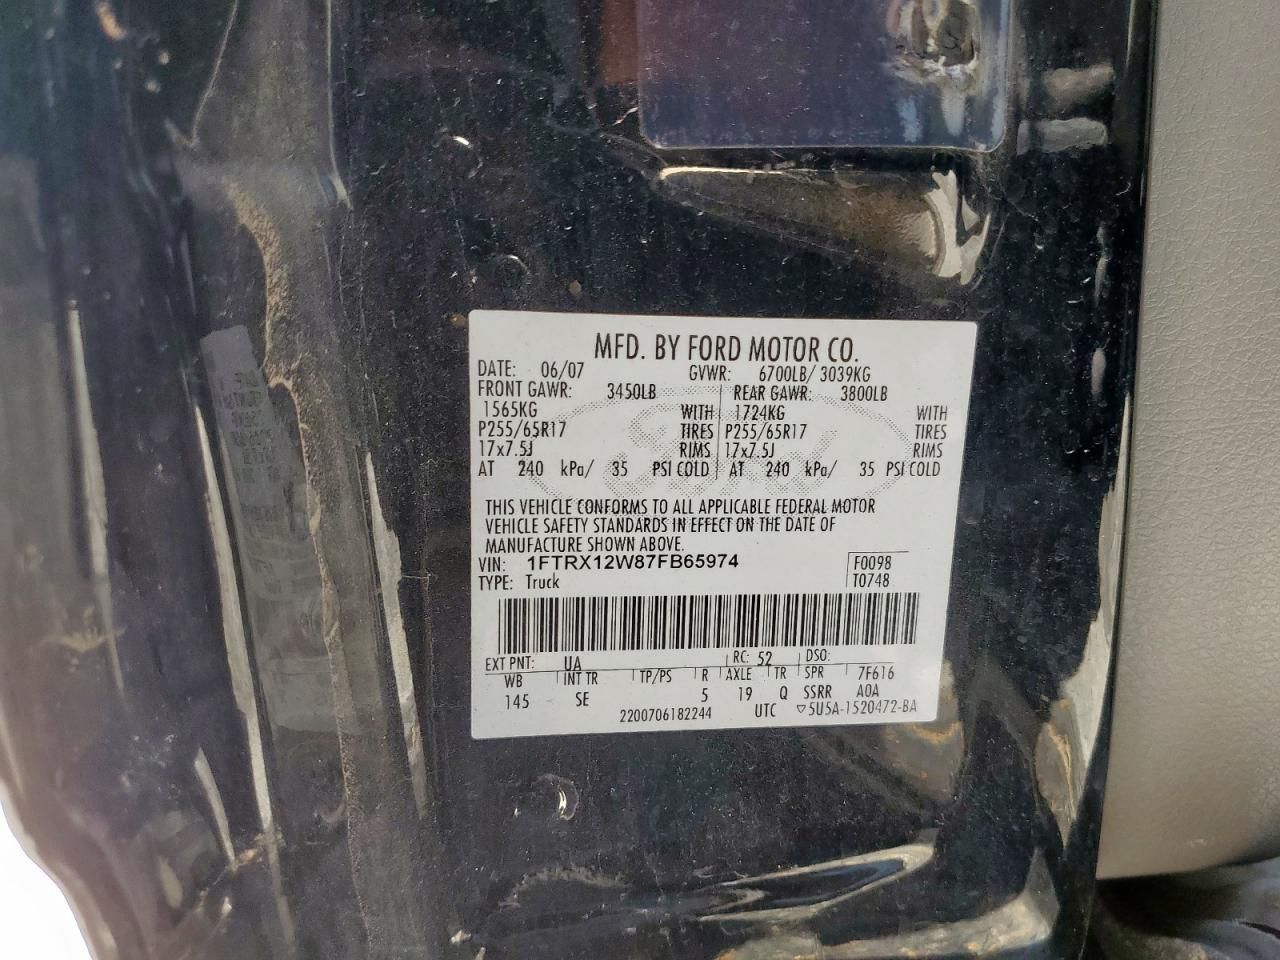 MFD. BY FORD MOTOR CO.
DATE: 06/07 GVWR: 6700LB/ 3039KG
FRONT GAWR: 3450LB REAR GAWR: 3800LB
1565KG WITH 1724KG WITH
P255/65R17 TIRES P255/65R17 TIRES
17x7.5J RIMS 17x7.5J RIMS
AT 240 kPa/ 35 PSI COLD AT 240 kPa/ 35 PSI COLD
THIS VEHICLE CONFORMS TO ALL APPLICABLE FEDERAL MOTOR
VEHICLE SAFETY STANDARDS IN EFFECT ON THE DATE OF
MANUFACTURE SHOWN ABOVE.
VIN: 1FTRX12W87FB65974 F0098
TYPE: Truck T0748
EXT PNT: UA RC: 52 DSO:
WB INT TR TP/PS R AXLE TR SPR 7F616
145 SE 5 19 Q SSRR A0A
2200706182244 UTC ▽5U5A-1520472-BA